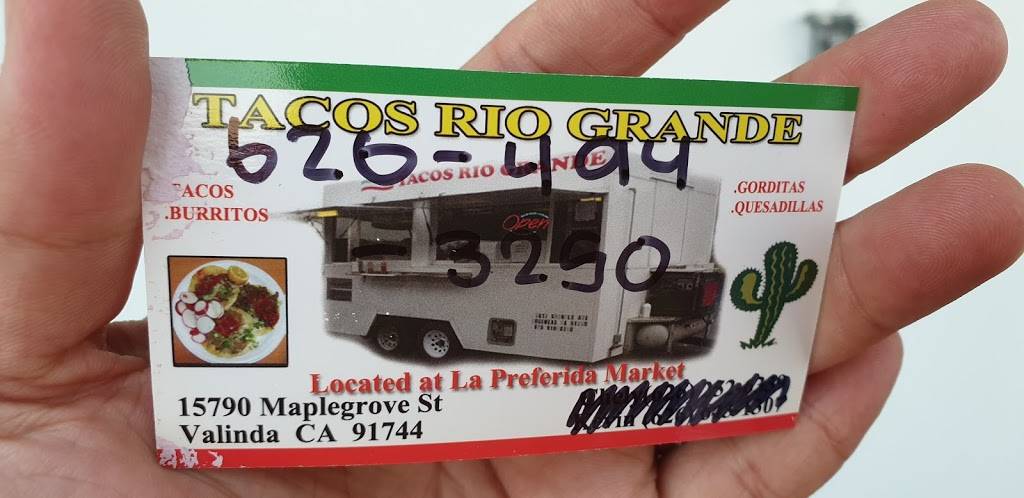 TACOS RIO GRANDE
626-494
-3290
TACOS RIO GRANDE
TACOS
.BURRITOS
.GORDITAS
.QUESADILLAS
Open
Located at La Preferida Market
15790 Maplegrove St
Valinda CA 91744